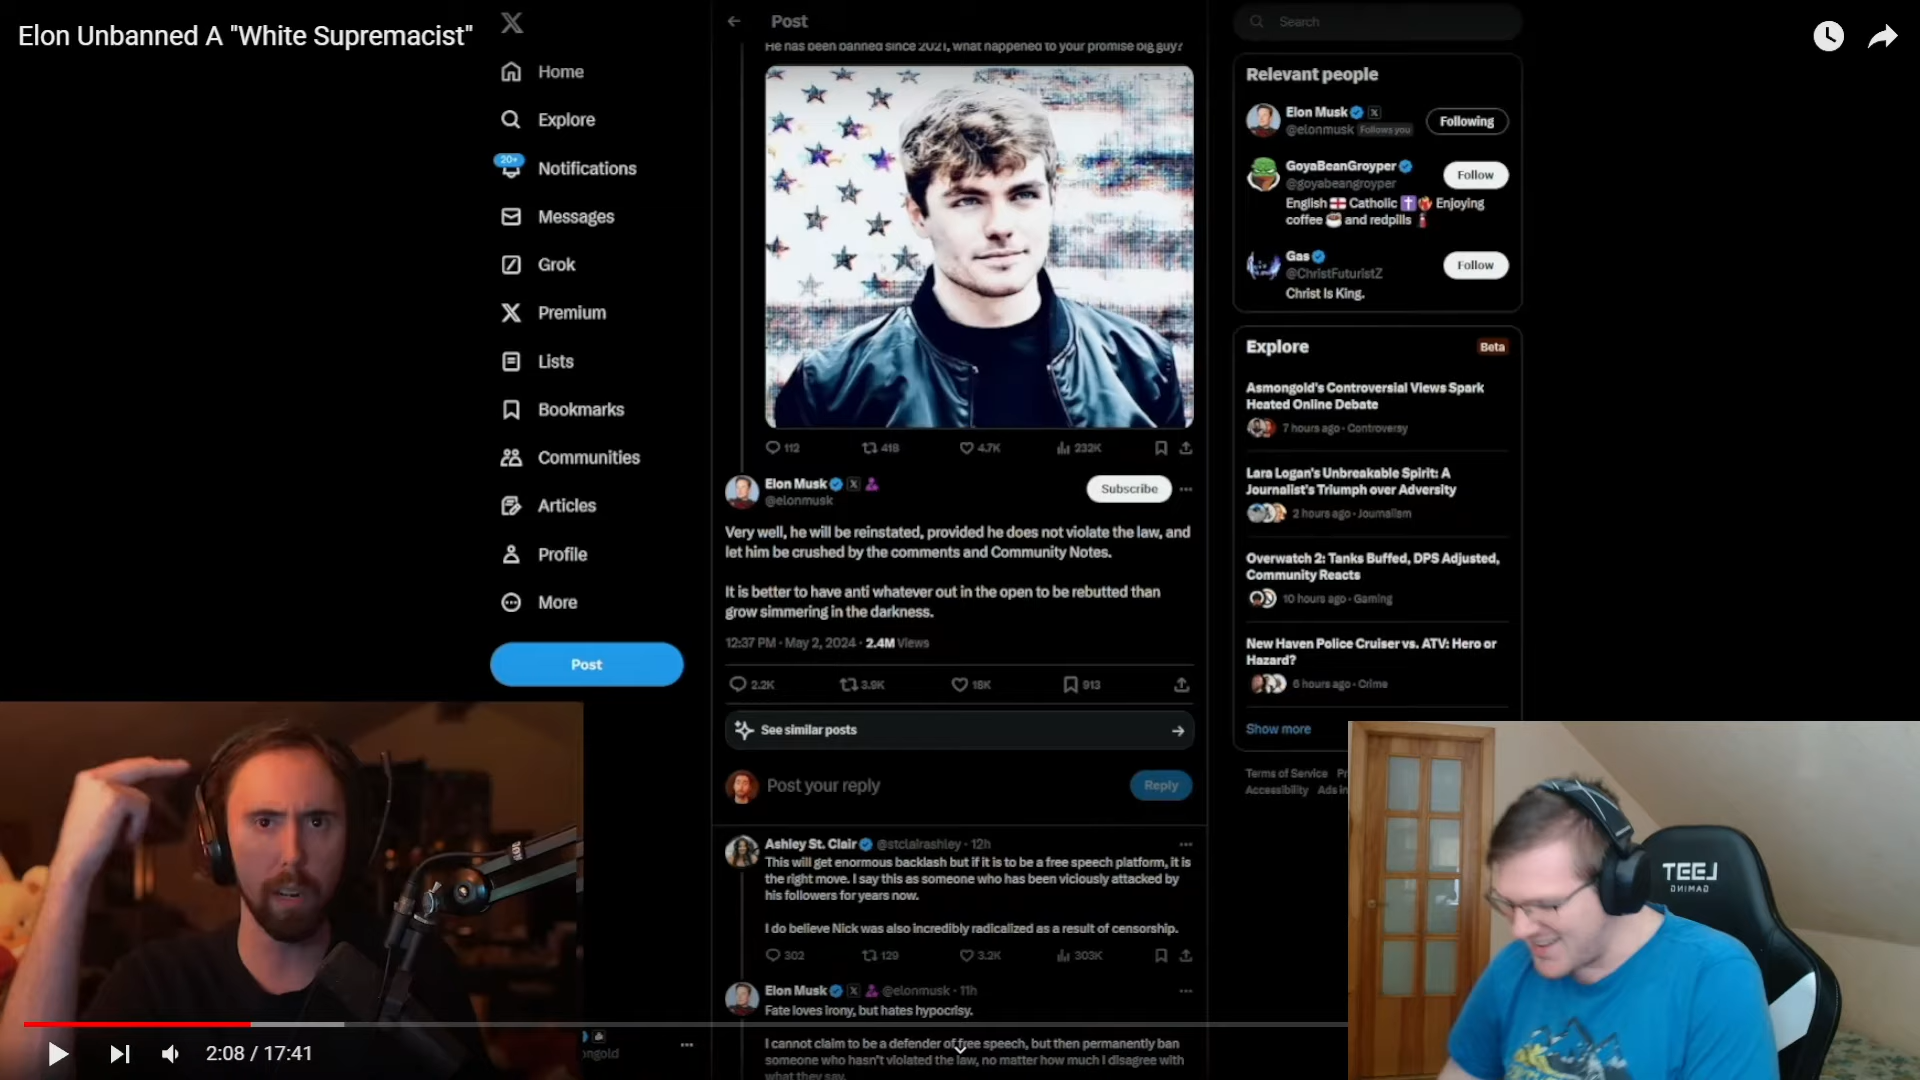 Elon Unbanned A "White Supremacist"
Home
Explore
20+
Notifications
Messages
Grok
Premium
Lists
Bookmarks
Communities
Articles
Profile
More
Post
Post
He has been banned since 2021, what happened to your promise big guy?
112
418
4.7K
232K
Elon Musk
@elonmusk
Subscribe
Very well, he will be reinstated, provided he does not violate the law, and
let him be crushed by the comments and Community Notes.
It is better to have anti whatever out in the open to be rebutted than
grow simmering in the darkness.
12:37 PM · May 2, 2024 · 2.4M Views
2.2K
3.9K
18K
913
See similar posts
Post your reply
Reply
Ashley St. Clair @stclairashley · 12h
This will get enormous backlash but if it is to be a free speech platform, it is
the right move. I say this as someone who has been viciously attacked by
his followers for years now.
I do believe Nick was also incredibly radicalized as a result of censorship.
302
129
3.2K
303K
Elon Musk @elonmusk · 11h
Fate loves irony, but hates hypocrisy.
I cannot claim to be a defender of free speech, but then permanently ban
someone who hasn't violated the law, no matter how much I disagree with
what they say.
Search
Relevant people
Elon Musk
@elonmusk Follows you
Following
GoyaBeanGroyper
@goyabeangroyper
Follow
English Catholic Enjoying
coffee and redpills
Gas
@ChristFuturistZ
Follow
Christ Is King.
Explore
Beta
Asmongold's Controversial Views Spark
Heated Online Debate
7 hours ago · Controversy
Lara Logan's Unbreakable Spirit: A
Journalist's Triumph over Adversity
2 hours ago · Journalism
Overwatch 2: Tanks Buffed, DPS Adjusted,
Community Reacts
10 hours ago · Gaming
New Haven Police Cruiser vs. ATV: Hero or
Hazard?
6 hours ago · Crime
Show more
Terms of Service
Accessibility Ads in
TEEL
GNIMAG
ongold
2:08 / 17:41